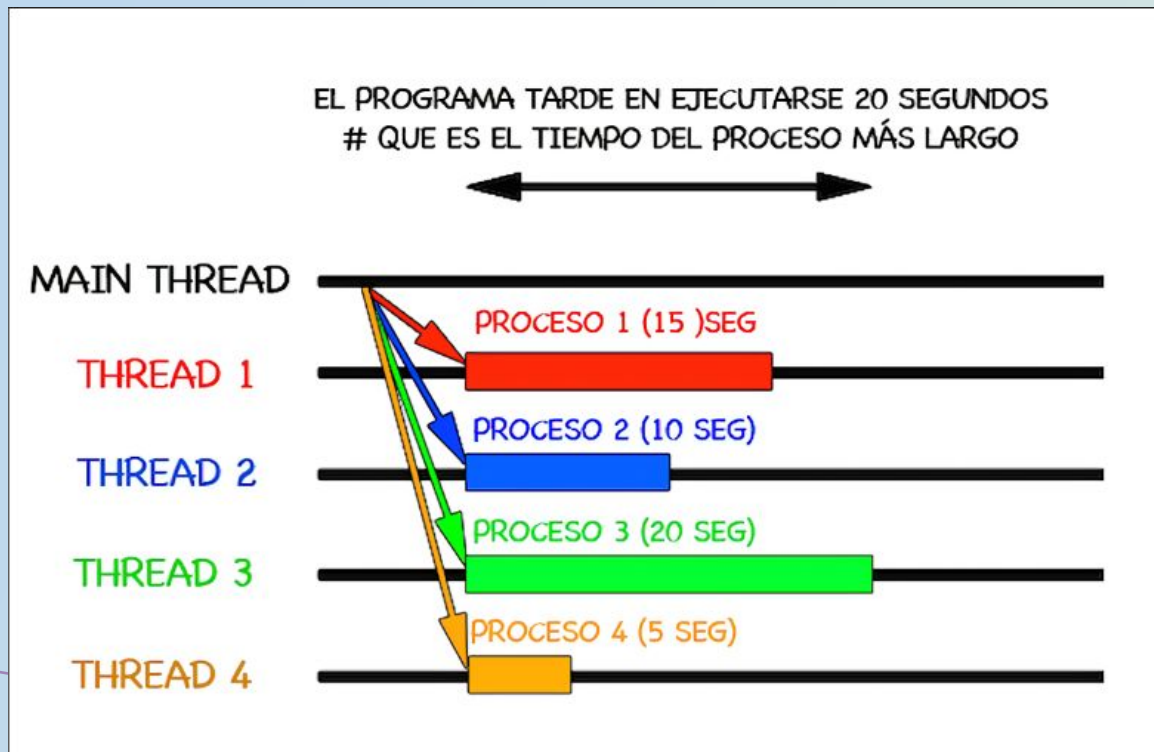 EL PROGRAMA TARDE EN EJECUTARSE 20 SEGUNDOS
# QUE ES EL TIEMPO DEL PROCESO MÁS LARGO
MAIN THREAD
PROCESO 1 (15 )SEG
THREAD 1
PROCESO 2 (10 SEG)
THREAD 2
PROCESO 3 (20 SEG)
THREAD 3
PROCESO 4 (5 SEG)
THREAD 4